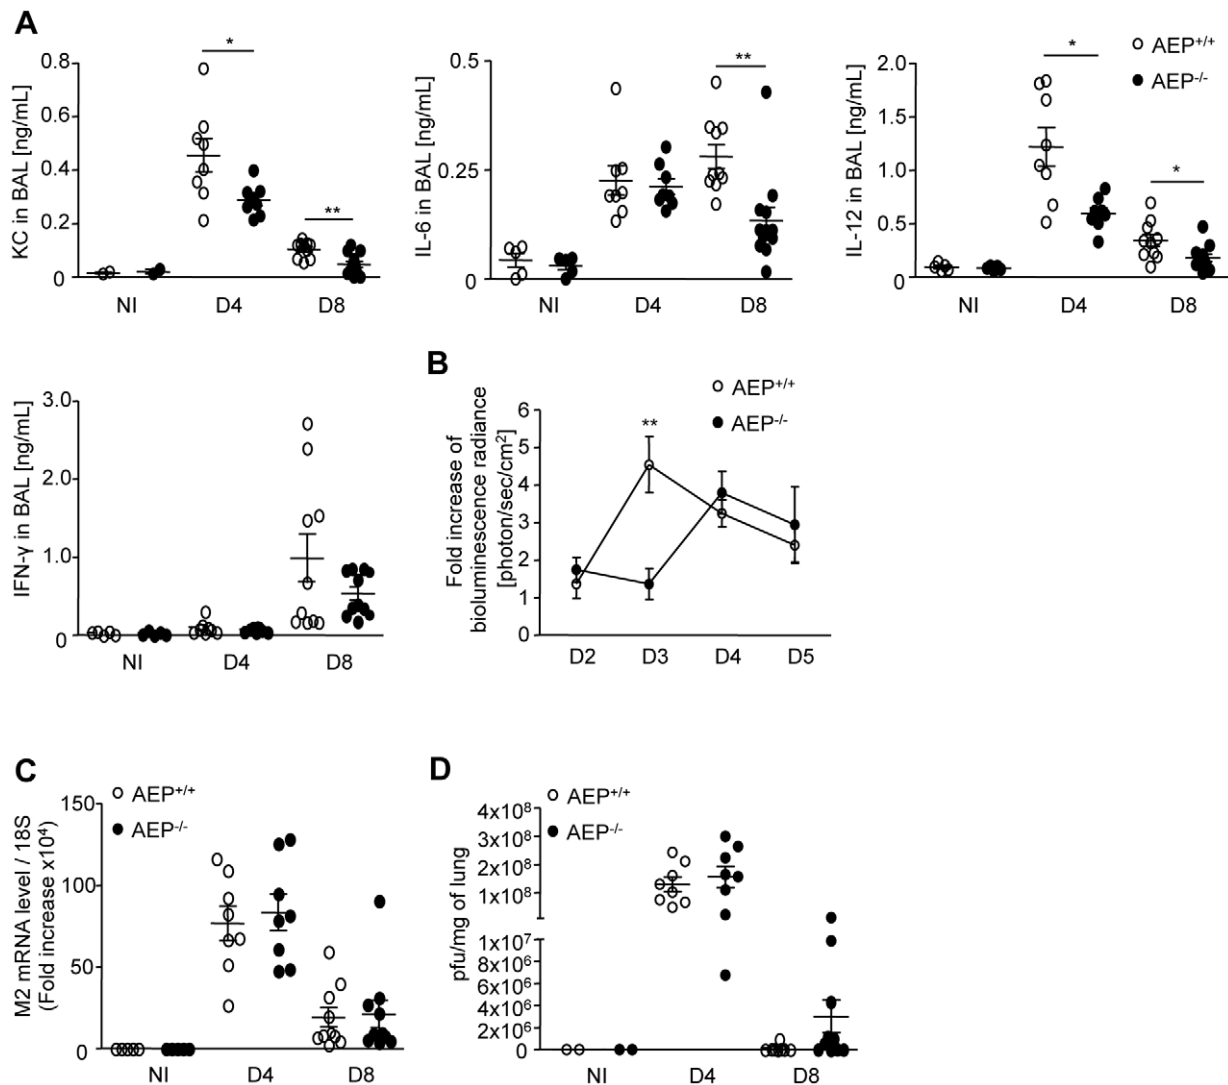 A
KC in BAL [ng/mL]
0.8
0.6
0.4
0.2
0
*
**
NI D4 D8
IL-6 in BAL [ng/mL]
0.5
0.25
0
**
NI D4 D8
IL-12 in BAL [ng/mL]
2.0
1.5
1.0
0.5
0
*
*
NI D4 D8
AEP+/+
AEP-/-
IFN-γ in BAL [ng/mL]
3.0
2.0
1.0
0
NI D4 D8
B
Fold increase of
bioluminescence radiance
[photon/sec/cm²]
6
5
4
3
2
1
0
**
AEP+/+
AEP-/-
D2 D3 D4 D5
C
AEP+/+
AEP-/-
M2 mRNA level / 18S
(Fold increase x10⁴)
150
100
50
0
NI D4 D8
D
AEP+/+
AEP-/-
pfu/mg of lung
4x10⁸
3x10⁸
2x10⁸
1x10⁸
1x10⁷
8x10⁶
6x10⁶
4x10⁶
2x10⁶
0
NI D4 D8